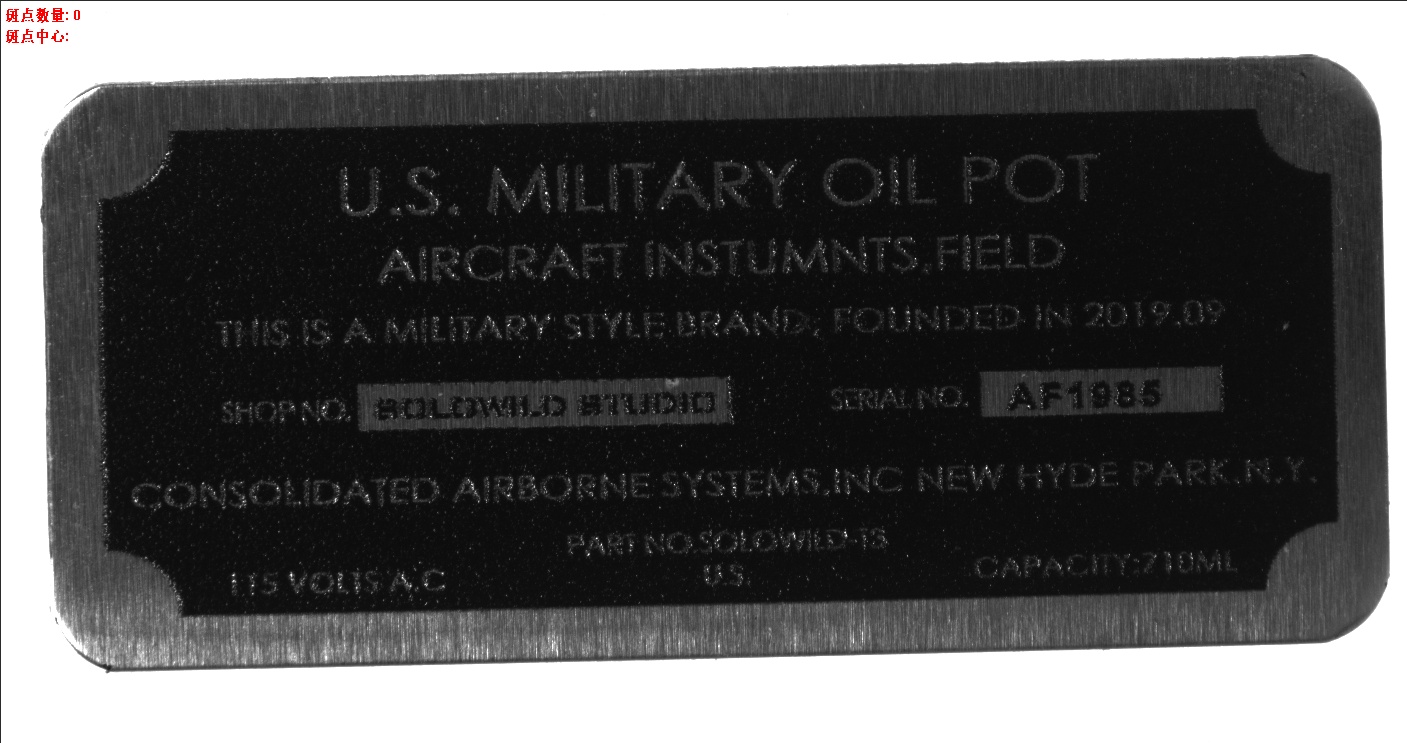 斑点数量: 0
斑点中心:
U.S. MILITARY OIL POT
AIRCRAFT INSTUMNTS.FIELD
THIS IS A MILITARY STYLE BRAND, FOUNDED IN 2019.09
SHOP NO. SOLOWILD STUDIO SERIAL NO. AF1985
CONSOLIDATED AIRBORNE SYSTEMS.INC NEW HYDE PARK.N.Y.
PART NO.SOLOWILD-TS
115 VOLTS A.C U.S. CAPACITY:710ML